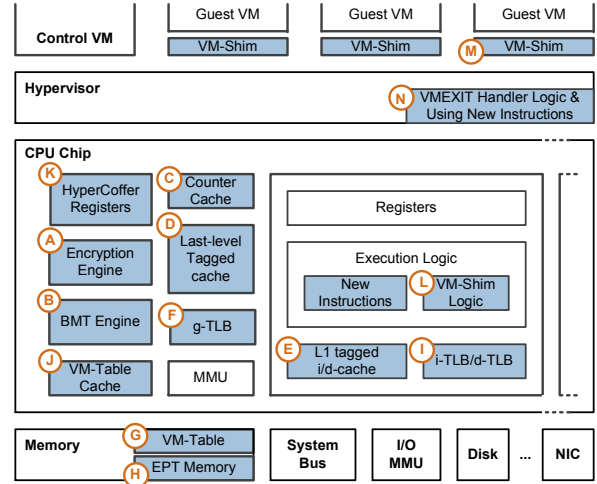 Control VM
Guest VM
Guest VM
Guest VM
VM-Shim
VM-Shim
M
VM-Shim
Hypervisor
N
VMEXIT Handler Logic &
Using New Instructions
CPU Chip
K
HyperCoffer
Registers
C
Counter
Cache
A
Encryption
Engine
D
Last-level
Tagged
cache
B
BMT Engine
F
g-TLB
J
VM-Table
Cache
MMU
Registers
Execution Logic
New
Instructions
L
VM-Shim
Logic
E
L1 tagged
i/d-cache
I
i-TLB/d-TLB
Memory
G
VM-Table
H
EPT Memory
System
Bus
I/O
MMU
Disk
...
NIC